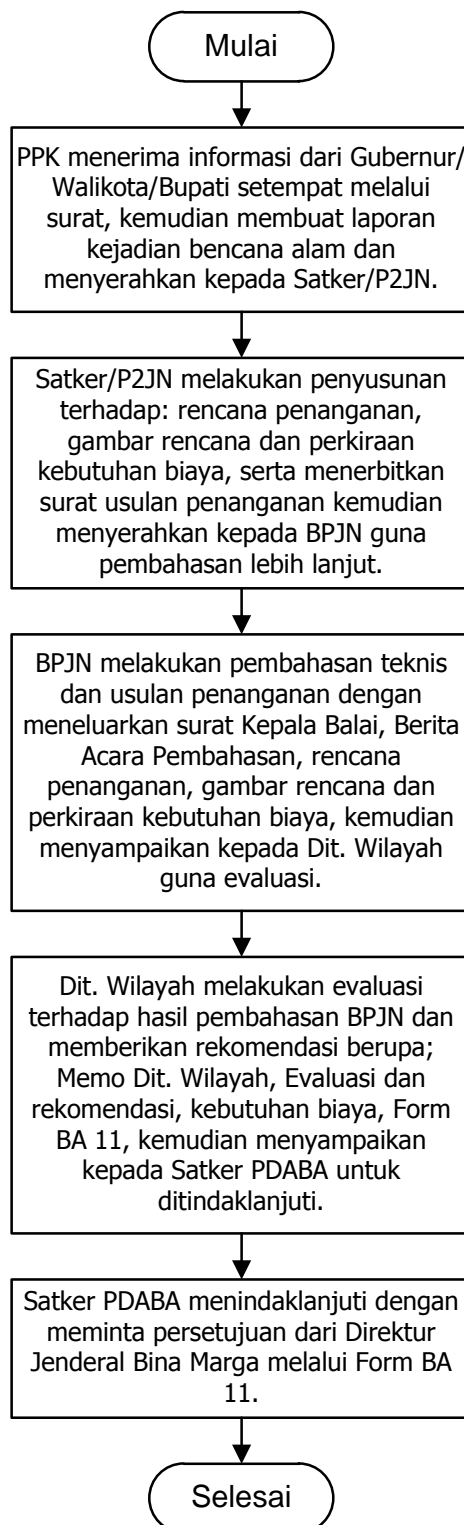 Mulai
PPK menerima informasi dari Gubernur/
Walikota/Bupati setempat melalui
surat, kemudian membuat laporan
kejadian bencana alam dan
menyerahkan kepada Satker/P2JN.
Satker/P2JN melakukan penyusunan
terhadap: rencana penanganan,
gambar rencana dan perkiraan
kebutuhan biaya, serta menerbitkan
surat usulan penanganan kemudian
menyerahkan kepada BPJN guna
pembahasan lebih lanjut.
BPJN melakukan pembahasan teknis
dan usulan penanganan dengan
meneluarkan surat Kepala Balai, Berita
Acara Pembahasan, rencana
penanganan, gambar rencana dan
perkiraan kebutuhan biaya, kemudian
menyampaikan kepada Dit. Wilayah
guna evaluasi.
Dit. Wilayah melakukan evaluasi
terhadap hasil pembahasan BPJN dan
memberikan rekomendasi berupa;
Memo Dit. Wilayah, Evaluasi dan
rekomendasi, kebutuhan biaya, Form
BA 11, kemudian menyampaikan
kepada Satker PDABA untuk
ditindaklanjuti.
Satker PDABA menindaklanjuti dengan
meminta persetujuan dari Direktur
Jenderal Bina Marga melalui Form BA
11.
Selesai